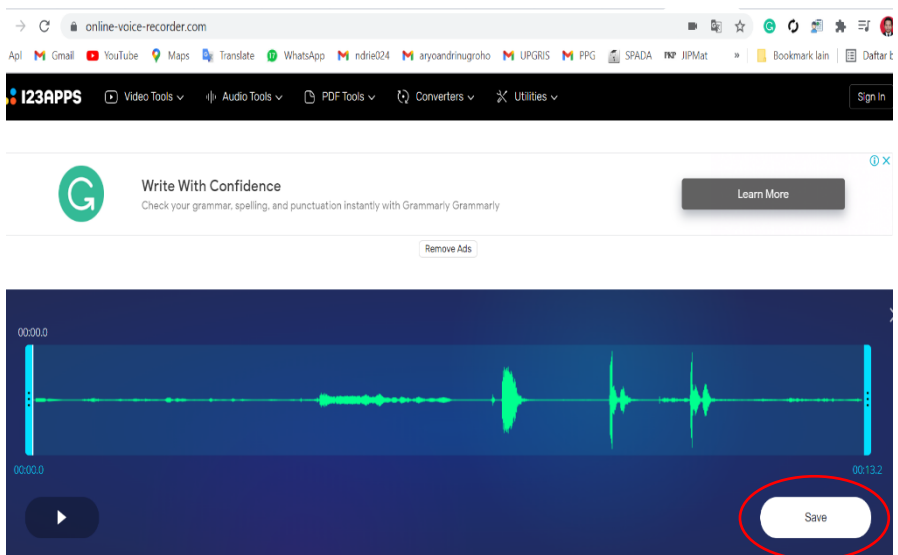 online-voice-recorder.com
Apl Gmail YouTube Maps Translate WhatsApp ndrie024 aryoandrinugroho UPGRIS PPG SPADA JIPMat » Bookmark lain Daftar b
123APPS Video Tools Audio Tools PDF Tools Converters Utilities Sign In
Write With Confidence
Check your grammar, spelling, and punctuation instantly with Grammarly Grammarly
Learn More
Remove Ads
00:00.0
00:00.0 00:13.2
Save